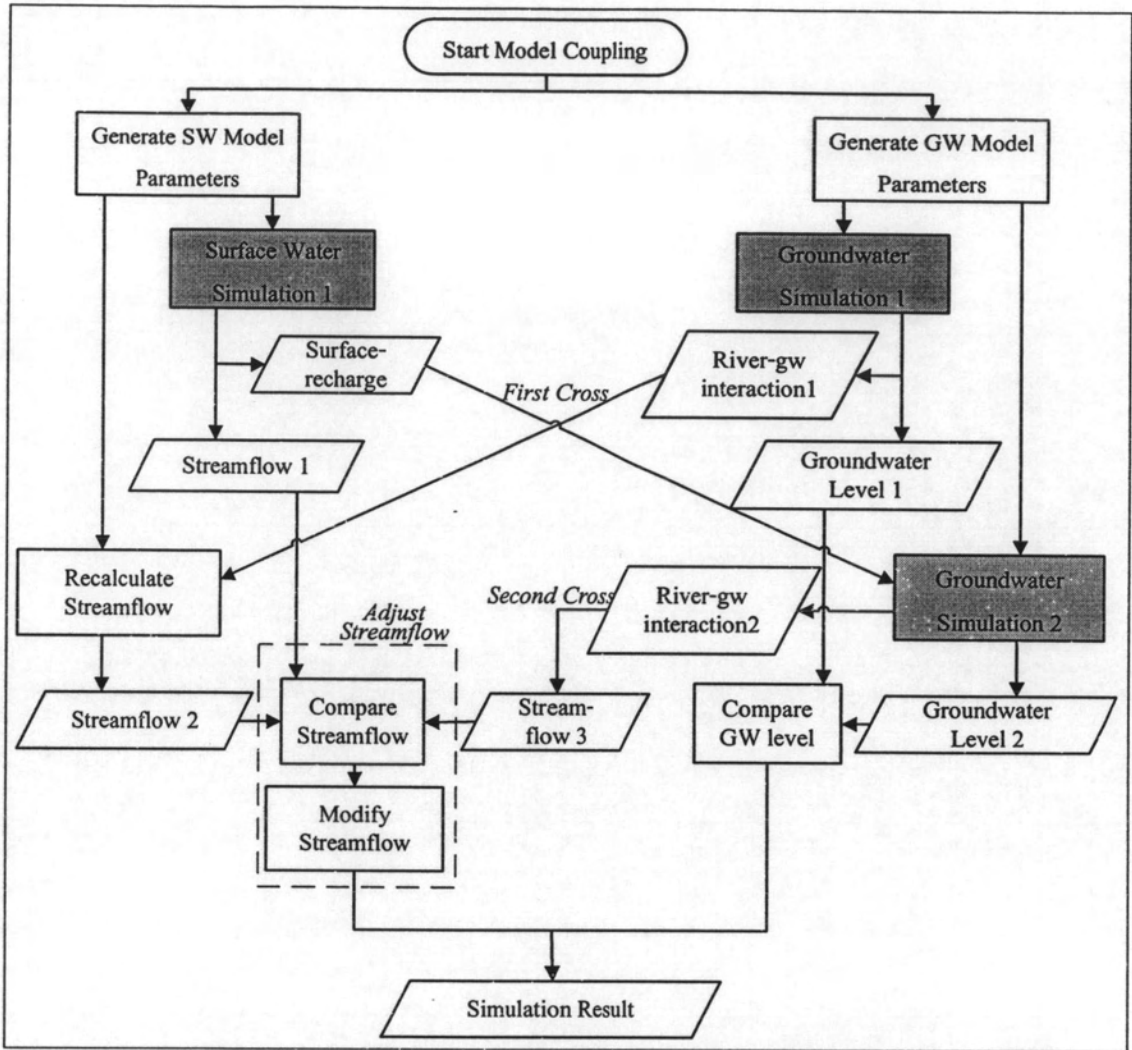 Start Model Coupling
Generate SW Model
Parameters
Generate GW Model
Parameters
Surface Water
Simulation 1
Groundwater
Simulation 1
Surface-
recharge
First Cross
River-gw
interaction1
Streamflow 1
Groundwater
Level 1
Recalculate
Streamflow
Adjust
Streamflow
Second Cross
River-gw
interaction2
Groundwater
Simulation 2
Streamflow 2
Compare
Streamflow
Stream-
flow 3
Compare
GW level
Groundwater
Level 2
Modify
Streamflow
Simulation Result